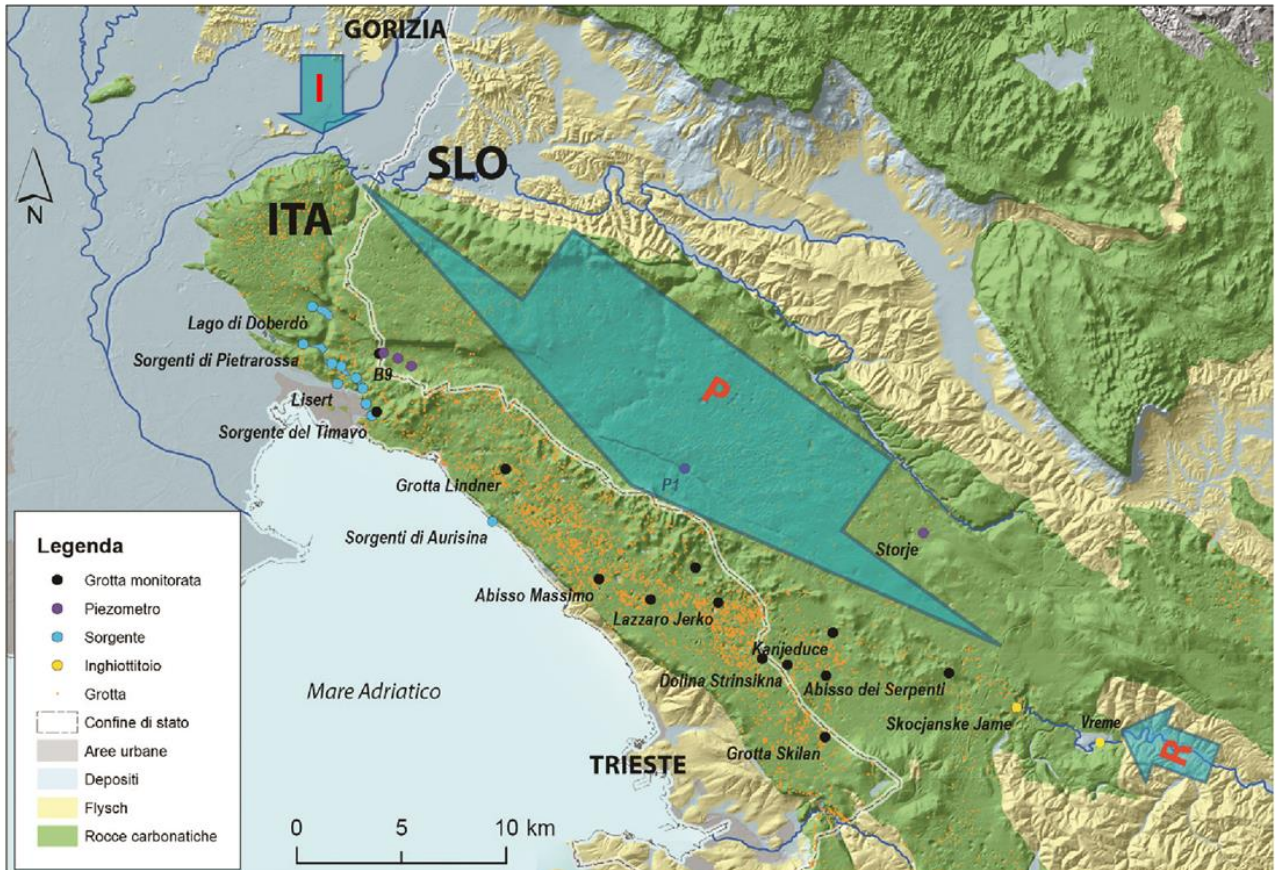 GORIZIA
I
SLO
N
ITA
Lago di Doberdò
Sorgenti di Pietrarossa
B9
P
Lisert
Sorgente del Timavo
Grotta Lindner
P1
Sorgenti di Aurisina
Storje
Abisso Massimo
Lazzaro Jerko
Kanjeduce
Dolina Strinsikna
Abisso dei Serpenti
Mare Adriatico
Skocjanske Jame
Vreme
R
Grotta Skilan
TRIESTE
Legenda
Grotta monitorata
Piezometro
Sorgente
Inghiottitoio
Grotta
Confine di stato
Aree urbane
Depositi
Flysch
Rocce carbonatiche
0 5 10 km